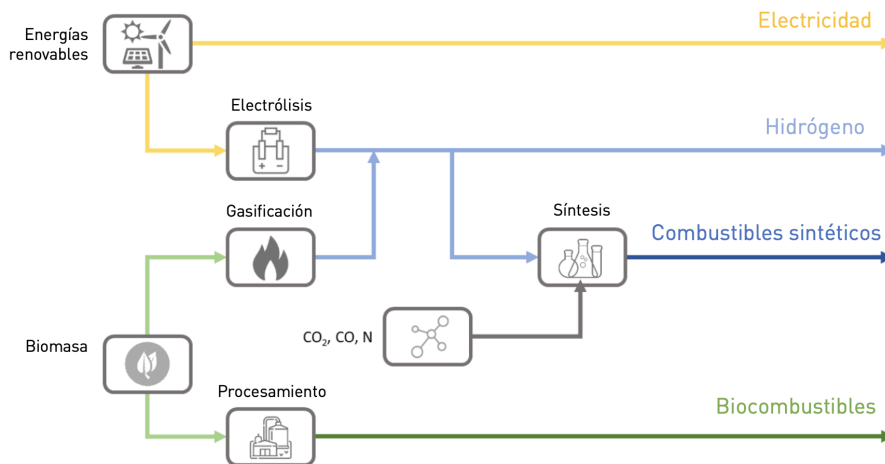 Electricidad
Energías
renovables
Electrólisis
Hidrógeno
Gasificación
Síntesis
Combustibles sintéticos
CO₂, CO, N
Biomasa
Procesamiento
Biocombustibles